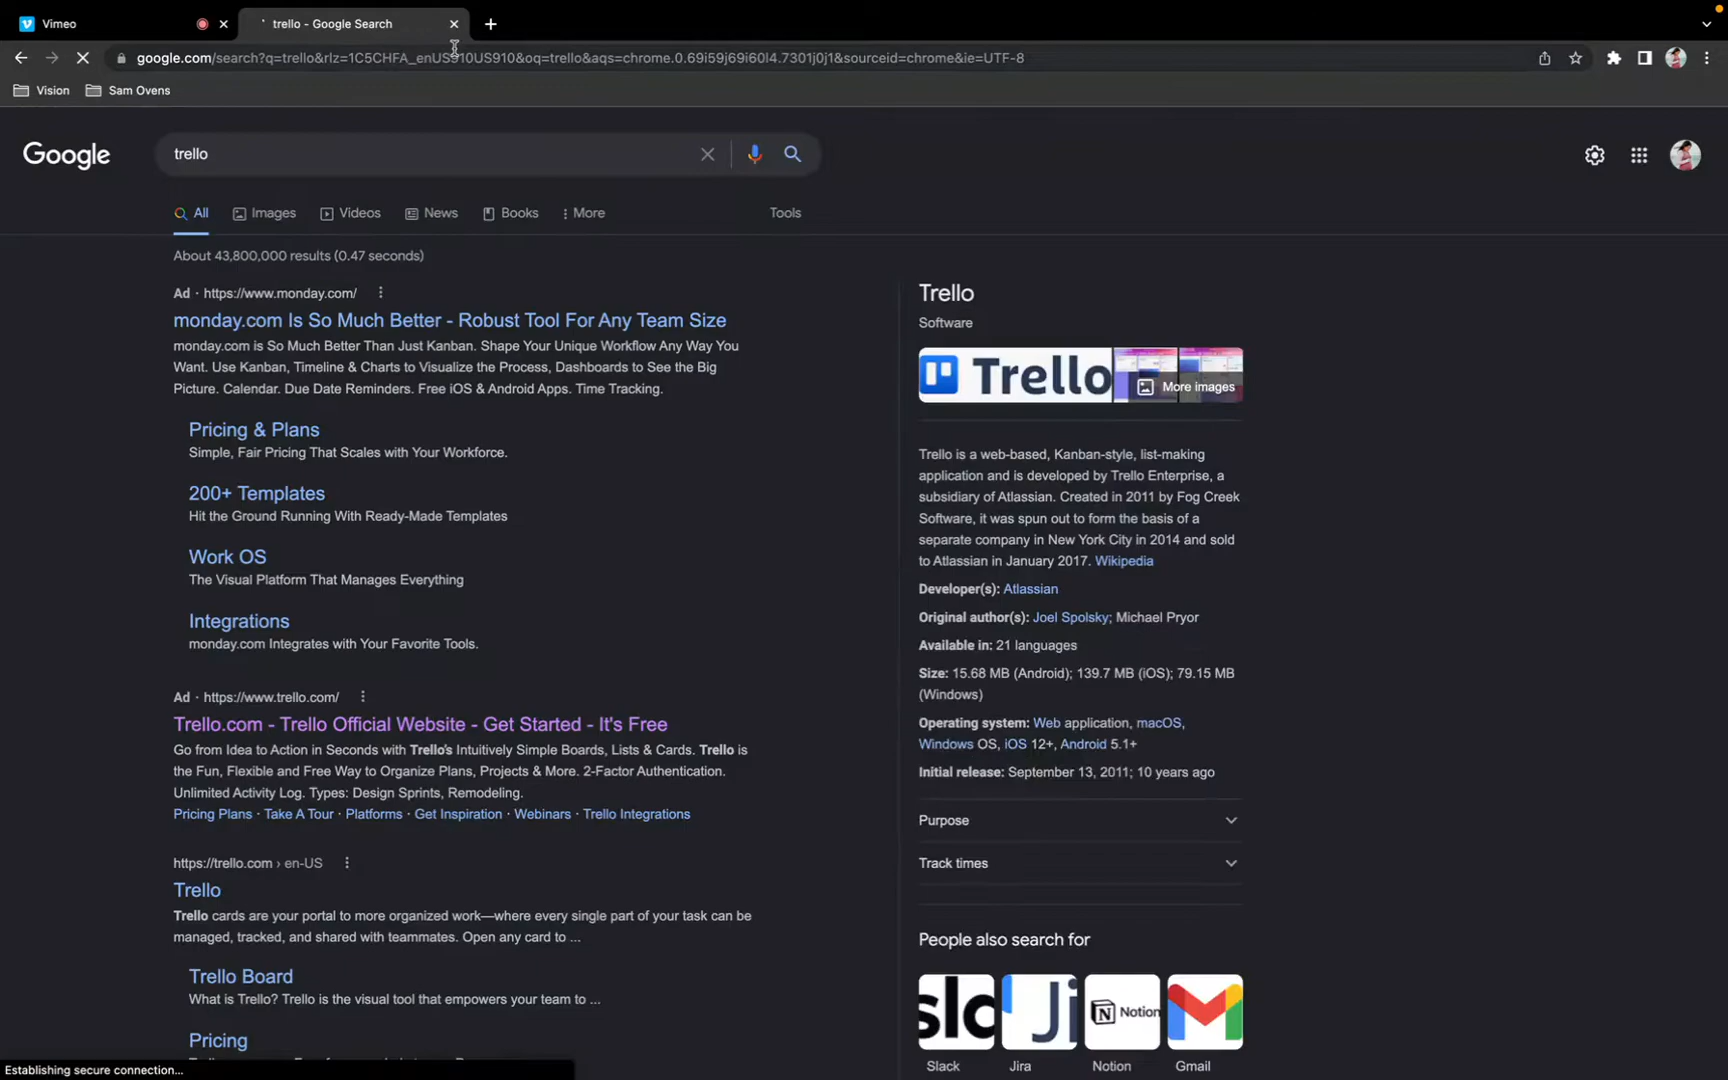 Vimeo
trello - Google Search
google.com/search?q=trello&rlz=1C5CHFA_enUS910US910&oq=trello&aqs=chrome.0.69i59j69i60l4.7301j0j1&sourceid=chrome&ie=UTF-8
Vision
Sam Ovens
Google
trello
All
Images
Videos
News
Books
More
Tools
About 43,800,000 results (0.47 seconds)
Ad · https://www.monday.com/
monday.com Is So Much Better - Robust Tool For Any Team Size
monday.com is So Much Better Than Just Kanban. Shape Your Unique Workflow Any Way You
Want. Use Kanban, Timeline & Charts to Visualize the Process, Dashboards to See the Big
Picture. Calendar. Due Date Reminders. Free iOS & Android Apps. Time Tracking.
Pricing & Plans
Simple, Fair Pricing That Scales with Your Workforce.
200+ Templates
Hit the Ground Running With Ready-Made Templates
Work OS
The Visual Platform That Manages Everything
Integrations
monday.com Integrates with Your Favorite Tools.
Ad · https://www.trello.com/
Trello.com - Trello Official Website - Get Started - It's Free
Go from Idea to Action in Seconds with Trello's Intuitively Simple Boards, Lists & Cards. Trello is
the Fun, Flexible and Free Way to Organize Plans, Projects & More. 2-Factor Authentication.
Unlimited Activity Log. Types: Design Sprints, Remodeling.
Pricing Plans · Take A Tour · Platforms · Get Inspiration · Webinars · Trello Integrations
https://trello.com › en-US
Trello
Trello cards are your portal to more organized work—where every single part of your task can be
managed, tracked, and shared with teammates. Open any card to ...
Trello Board
What is Trello? Trello is the visual tool that empowers your team to ...
Pricing
Establishing secure connection...
Trello
Software
Trello
More images
Trello is a web-based, Kanban-style, list-making
application and is developed by Trello Enterprise, a
subsidiary of Atlassian. Created in 2011 by Fog Creek
Software, it was spun out to form the basis of a
separate company in New York City in 2014 and sold
to Atlassian in January 2017. Wikipedia
Developer(s): Atlassian
Original author(s): Joel Spolsky; Michael Pryor
Available in: 21 languages
Size: 15.68 MB (Android); 139.7 MB (iOS); 79.15 MB
(Windows)
Operating system: Web application, macOS,
Windows OS, iOS 12+, Android 5.1+
Initial release: September 13, 2011; 10 years ago
Purpose
Track times
People also search for
slc
Ji
Notion
Slack
Jira
Notion
Gmail